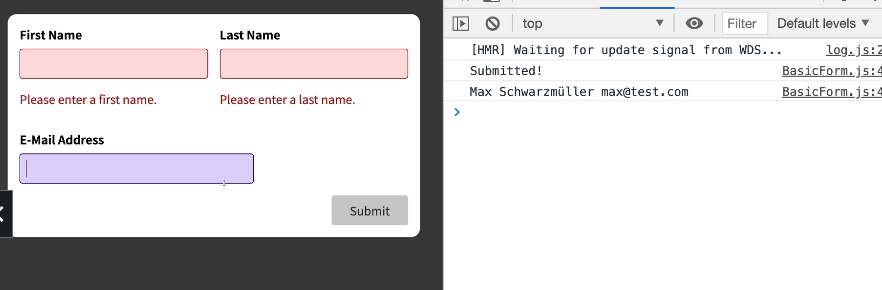 First Name
Last Name
Please enter a first name.
Please enter a last name.
E-Mail Address
Submit
top
Filter
Default levels
[HMR] Waiting for update signal from WDS...
log.js:2
Submitted!
BasicForm.js:4
Max Schwarzmüller max@test.com
BasicForm.js:4